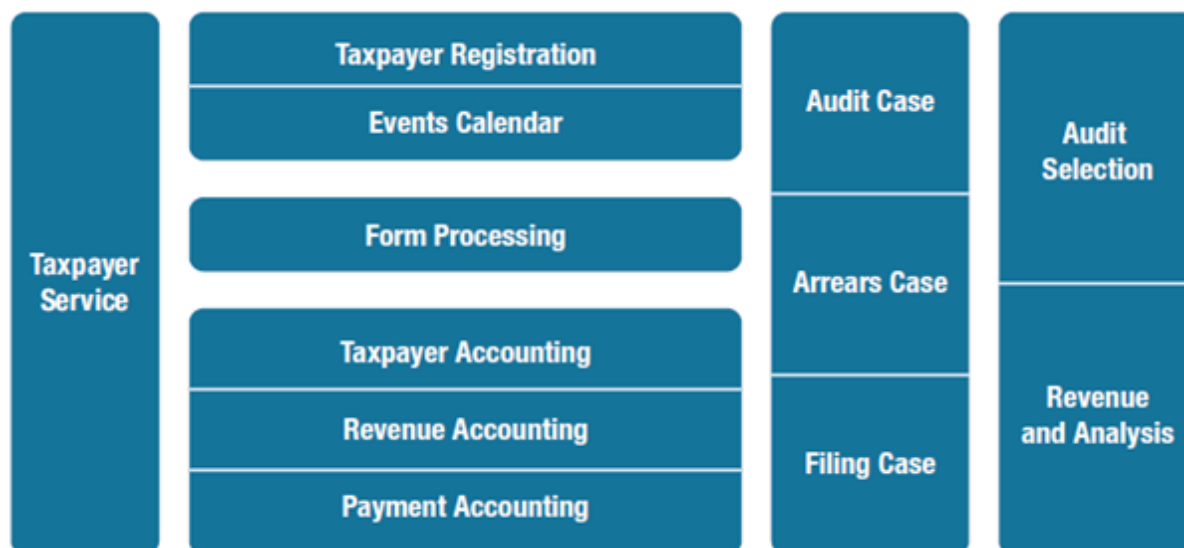 Taxpayer
Service
Taxpayer Registration
Events Calendar
Form Processing
Taxpayer Accounting
Revenue Accounting
Payment Accounting
Audit Case
Arrears Case
Filing Case
Audit
Selection
Revenue
and Analysis